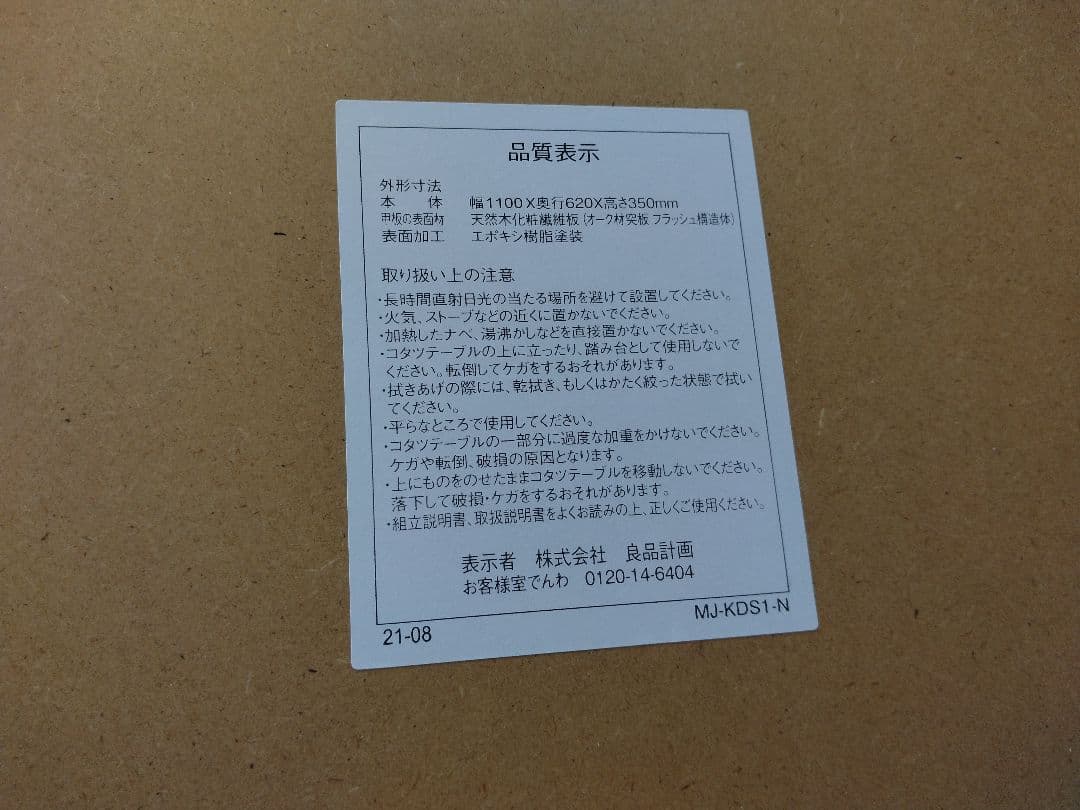 品質表示
外形寸法
本　体　幅1100X奥行620X高さ350mm
甲板の表面材　天然木化粧繊維板(オーク材突板 フラッシュ構造体)
表面加工　エポキシ樹脂塗装
取り扱い上の注意
・長時間直射日光の当たる場所を避けて設置してください。
・火気、ストーブなどの近くに置かないでください。
・加熱したナベ、湯沸かしなどを直接置かないでください。
・コタツテーブルの上に立ったり、踏み台として使用しないで
ください。転倒してケガをするおそれがあります。
・拭きあげの際には、乾拭き、もしくはかたく絞った状態で拭い
てください。
・平らなところで使用してください。
・コタツテーブルの一部分に過度な加重をかけないでください。
ケガや転倒、破損の原因となります。
・上にものをのせたままコタツテーブルを移動しないでください。
落下して破損・ケガをするおそれがあります。
・組立説明書、取扱説明書をよくお読みの上、正しくご使用ください。
表示者　株式会社　良品計画
お客様室でんわ　0120-14-6404
21-08
MJ-KDS1-N